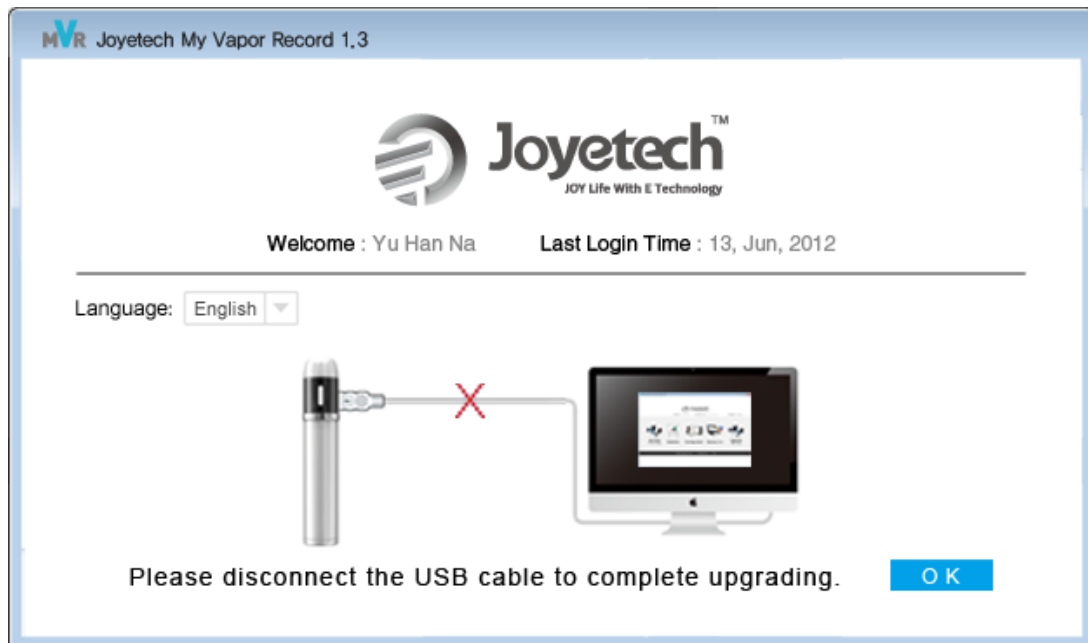 MVR Joyetech My Vapor Record 1.3
Joyetech™
JOY Life With E Technology
Welcome : Yu Han Na Last Login Time : 13, Jun, 2012
Language: English
Please disconnect the USB cable to complete upgrading. OK